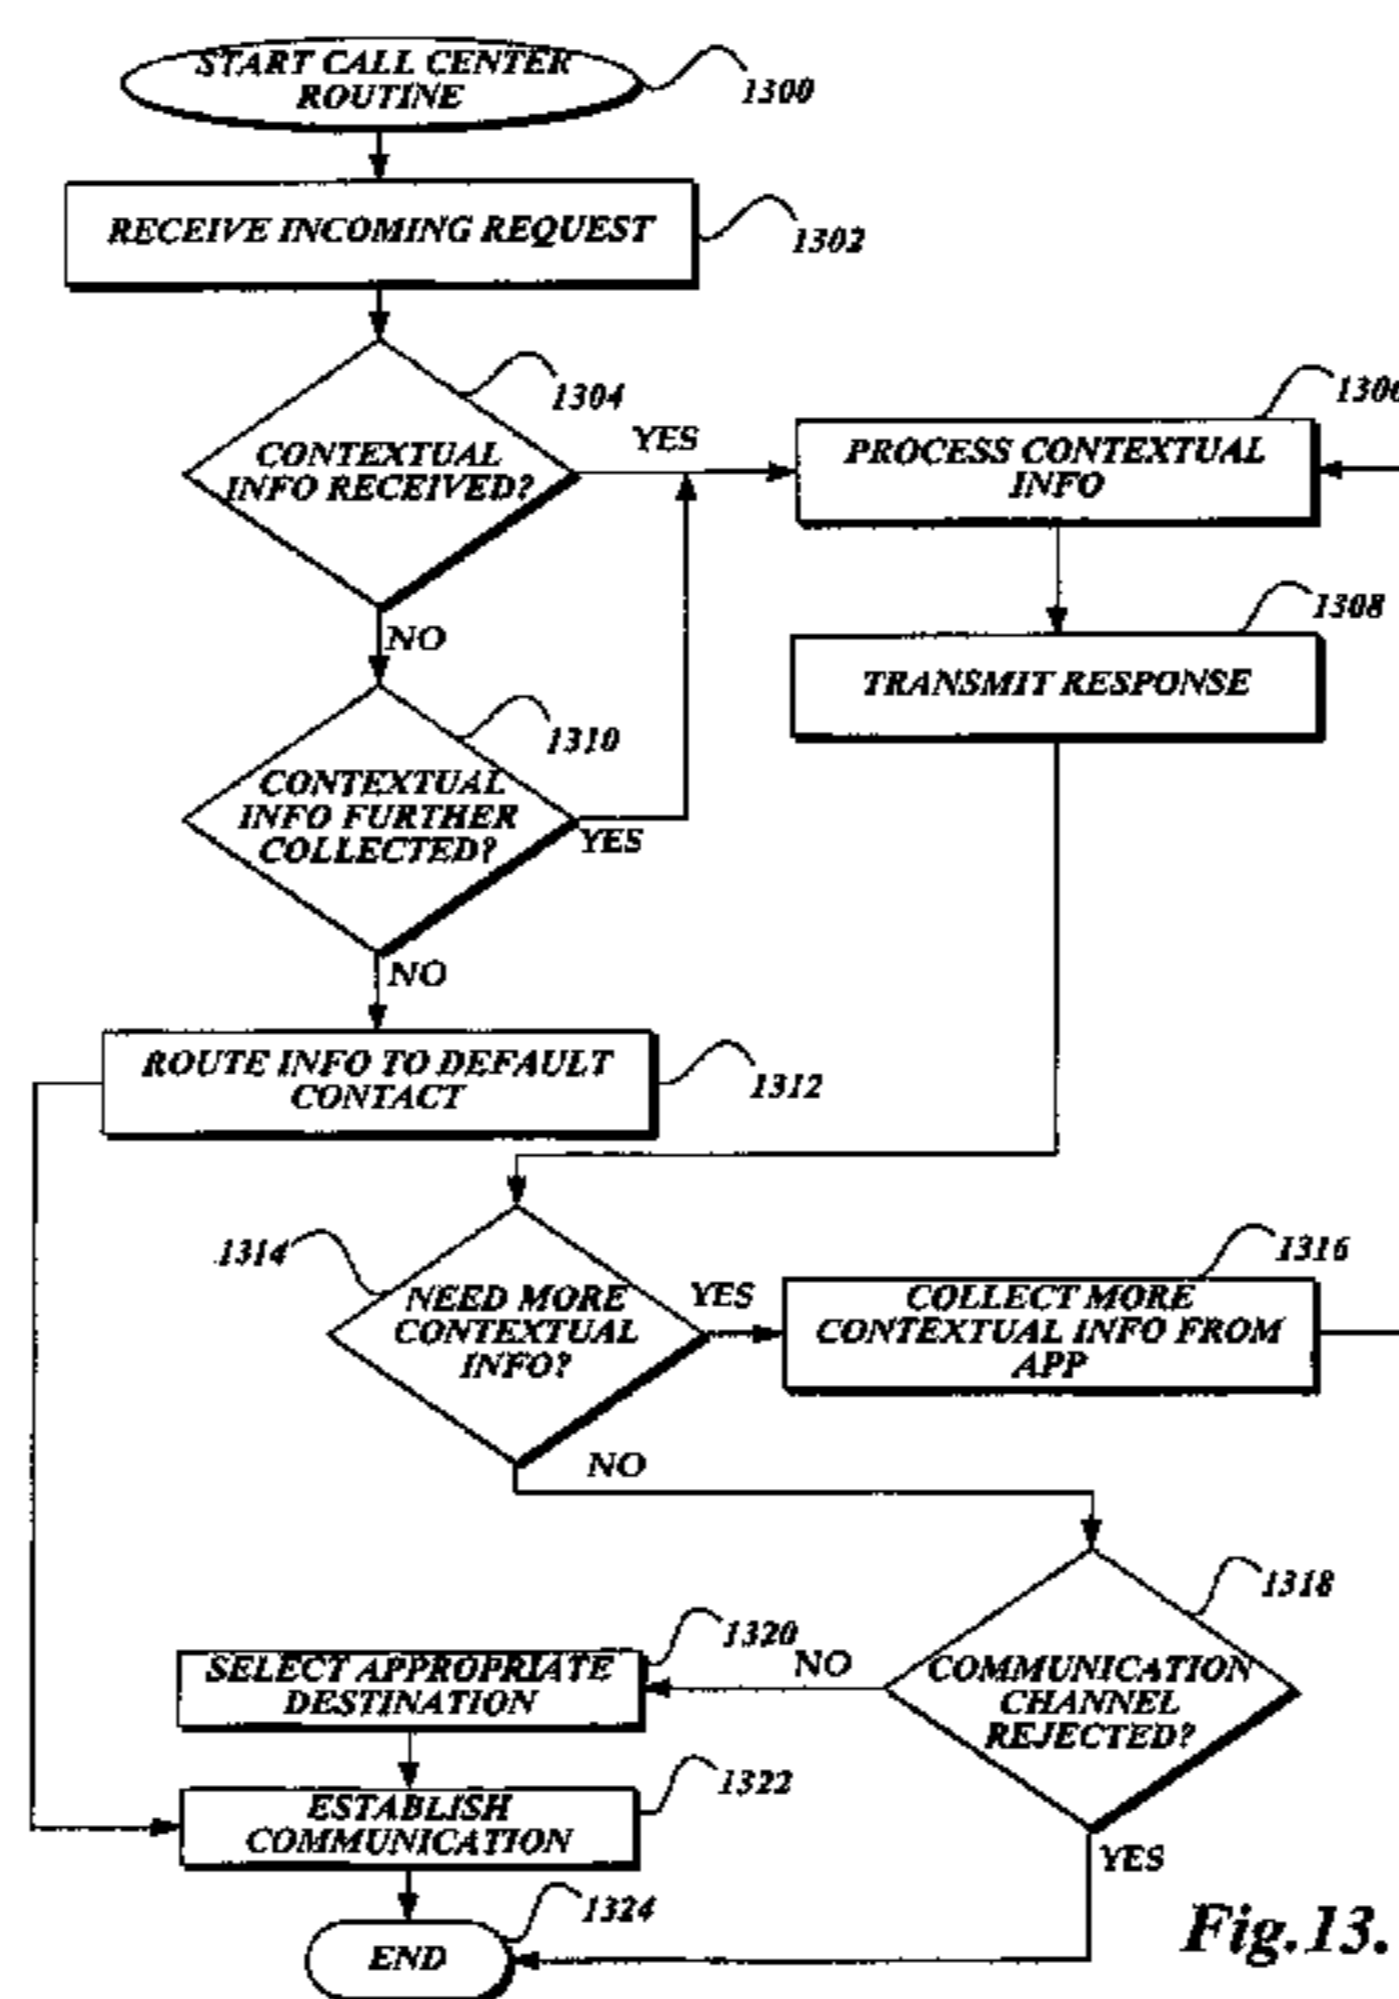 START CALL CENTER
ROUTINE
1300
RECEIVE INCOMING REQUEST
1302
1304
CONTEXTUAL
INFO RECEIVED?
YES
NO
1306
PROCESS CONTEXTUAL
INFO
1308
TRANSMIT RESPONSE
1310
CONTEXTUAL
INFO FURTHER
COLLECTED?
YES
NO
ROUTE INFO TO DEFAULT
CONTACT
1312
1314
NEED MORE
CONTEXTUAL
INFO?
YES
NO
1316
COLLECT MORE
CONTEXTUAL INFO FROM
APP
1318
COMMUNICATION
CHANNEL
REJECTED?
NO
YES
1320
SELECT APPROPRIATE
DESTINATION
1322
ESTABLISH
COMMUNICATION
1324
END
Fig.13.